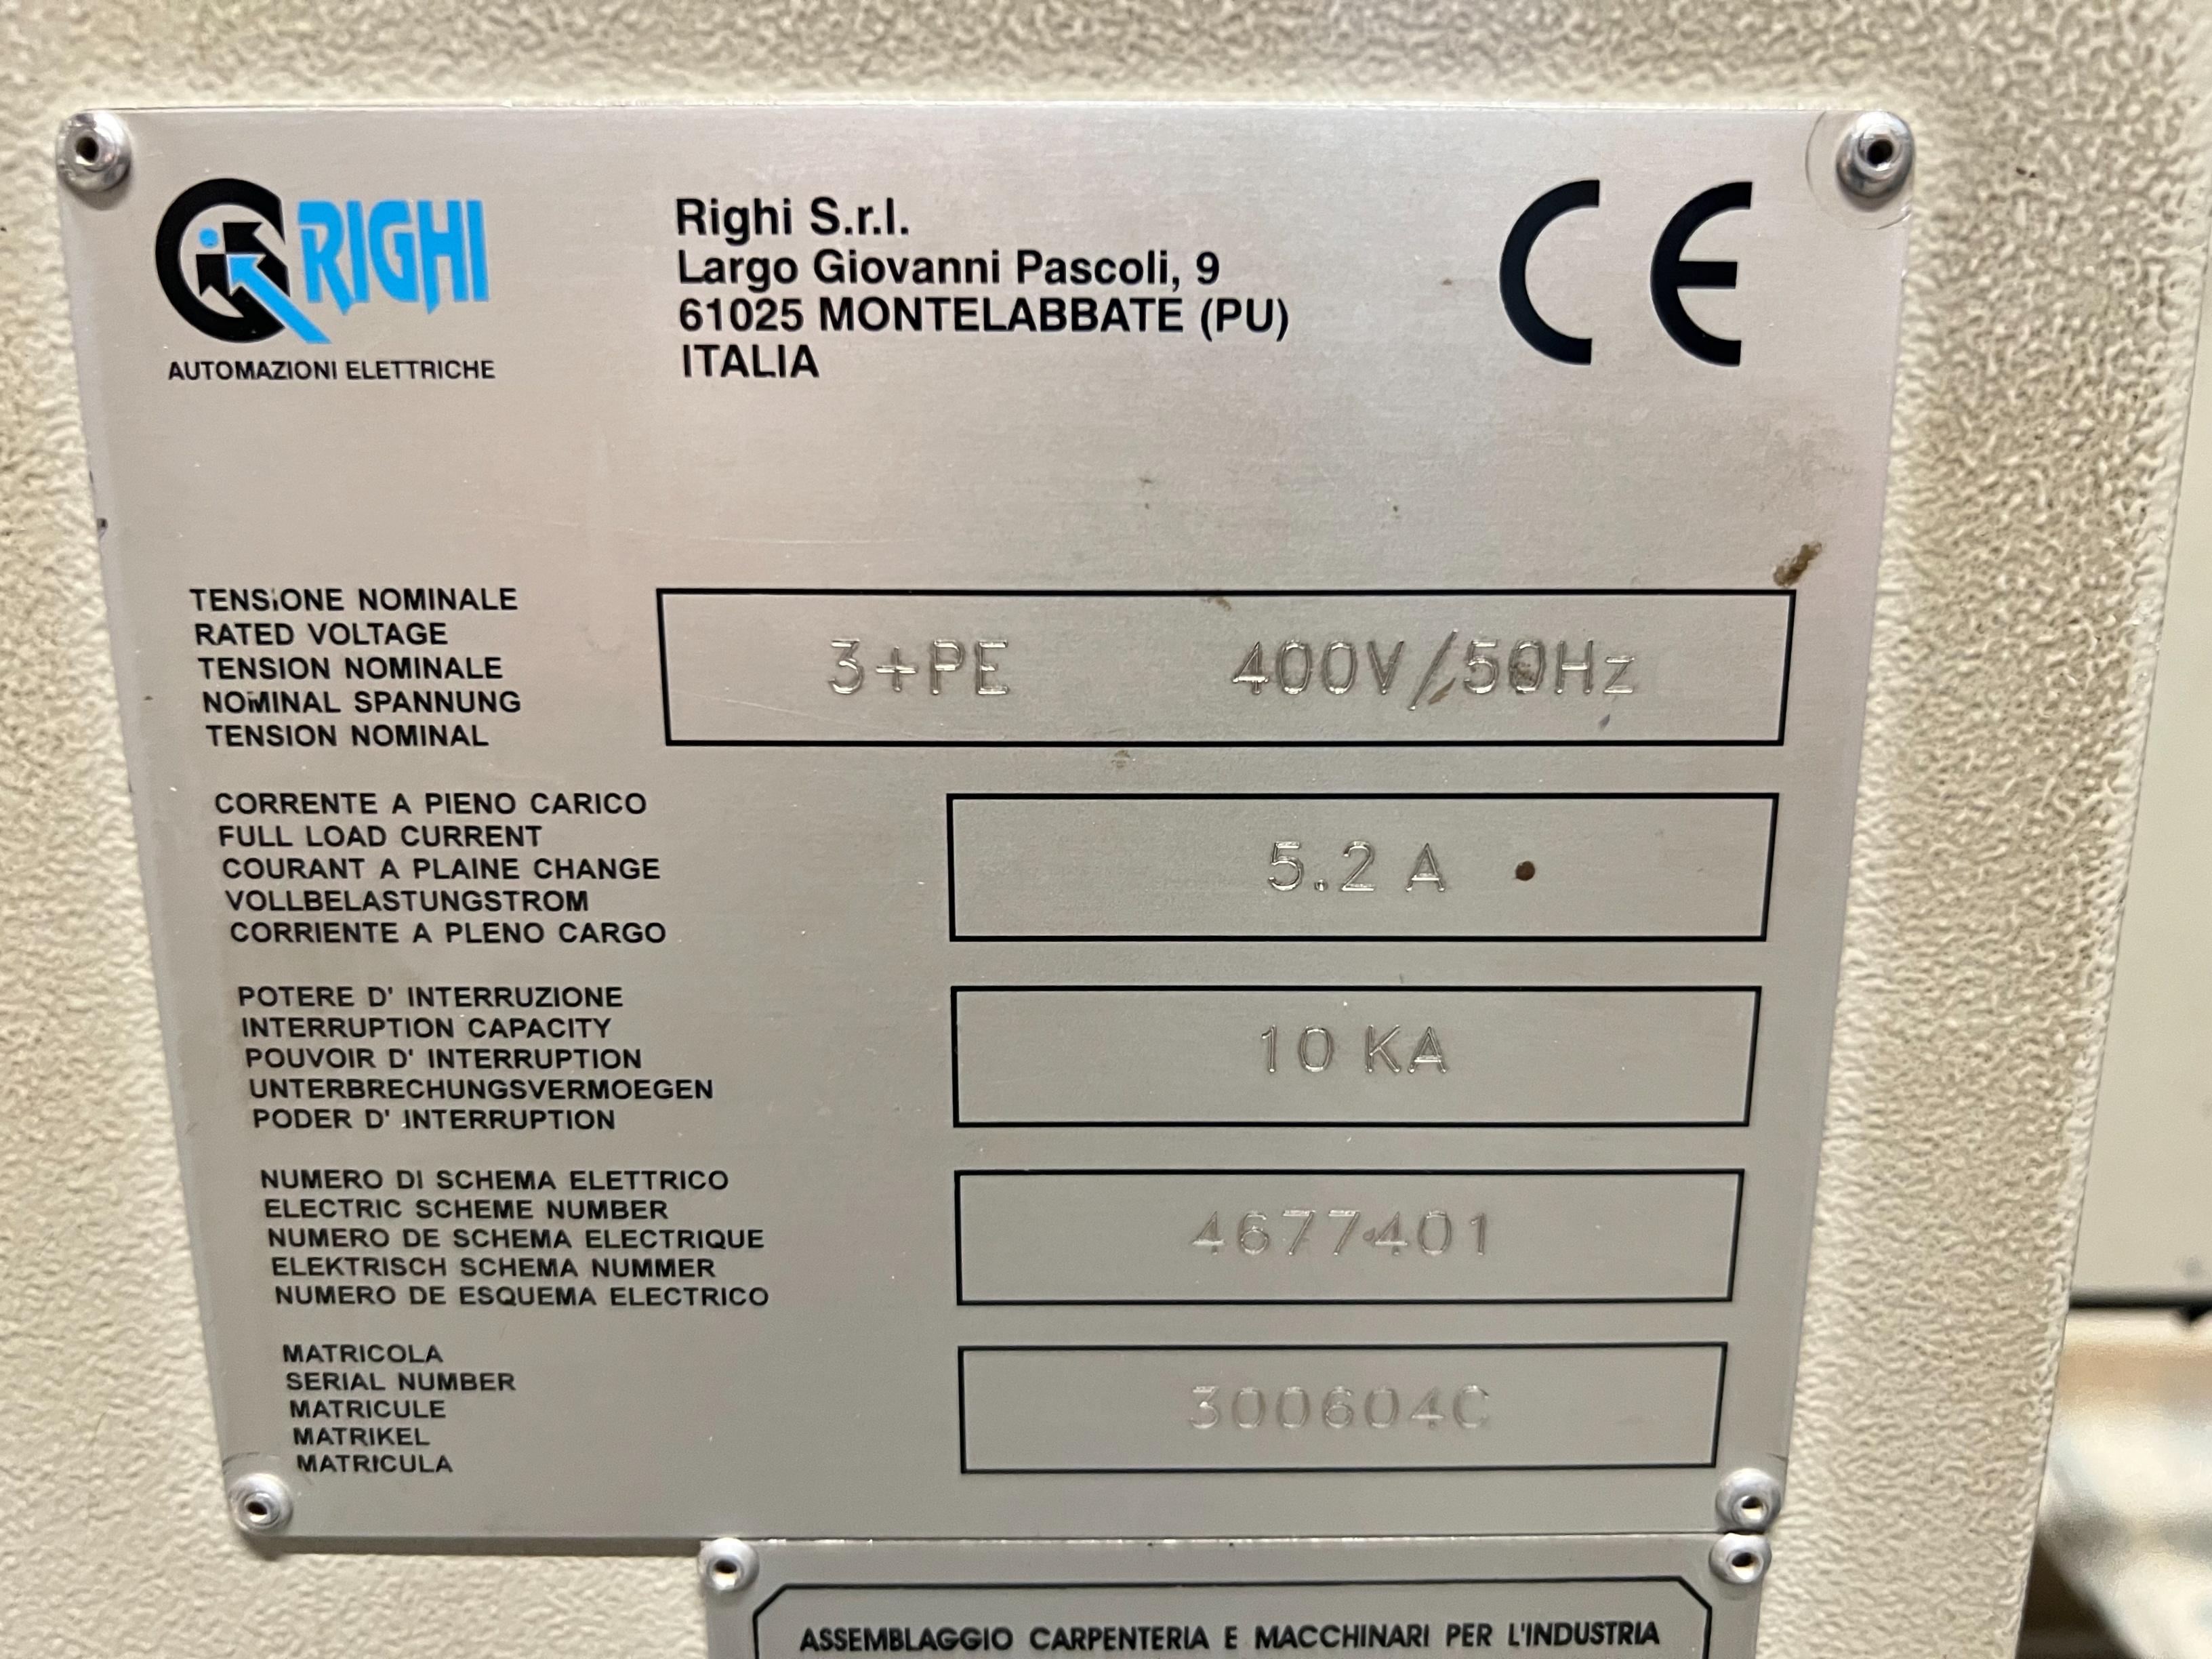 RIGHI
AUTOMAZIONI ELETTRICHE
Righi S.r.l.
Largo Giovanni Pascoli, 9
61025 MONTELABBATE (PU)
ITALIA
CE
TENSiONE NOMINALE
RATED VOLTAGE
TENSION NOMINALE
NOMINAL SPANNUNG
TENSION NOMINAL
3+PE 400V/50Hz
CORRENTE A PIENO CARICO
FULL LOAD CURRENT
COURANT A PLAINE CHANGE
VOLLBELASTUNGSTROM
CORRIENTE A PLENO CARGO
5.2 A
POTERE D' INTERRUZIONE
INTERRUPTION CAPACITY
POUVOIR D' INTERRUPTION
UNTERBRECHUNGSVERMOEGEN
PODER D' INTERRUPTION
10 KA
NUMERO DI SCHEMA ELETTRICO
ELECTRIC SCHEME NUMBER
NUMERO DE SCHEMA ELECTRIQUE
ELEKTRISCH SCHEMA NUMMER
NUMERO DE ESQUEMA ELECTRICO
4677401
MATRICOLA
SERIAL NUMBER
MATRICULE
MATRIKEL
MATRICULA
300604C
ASSEMBLAGGIO CARPENTERIA E MACCHINARI PER L'INDUSTRIA